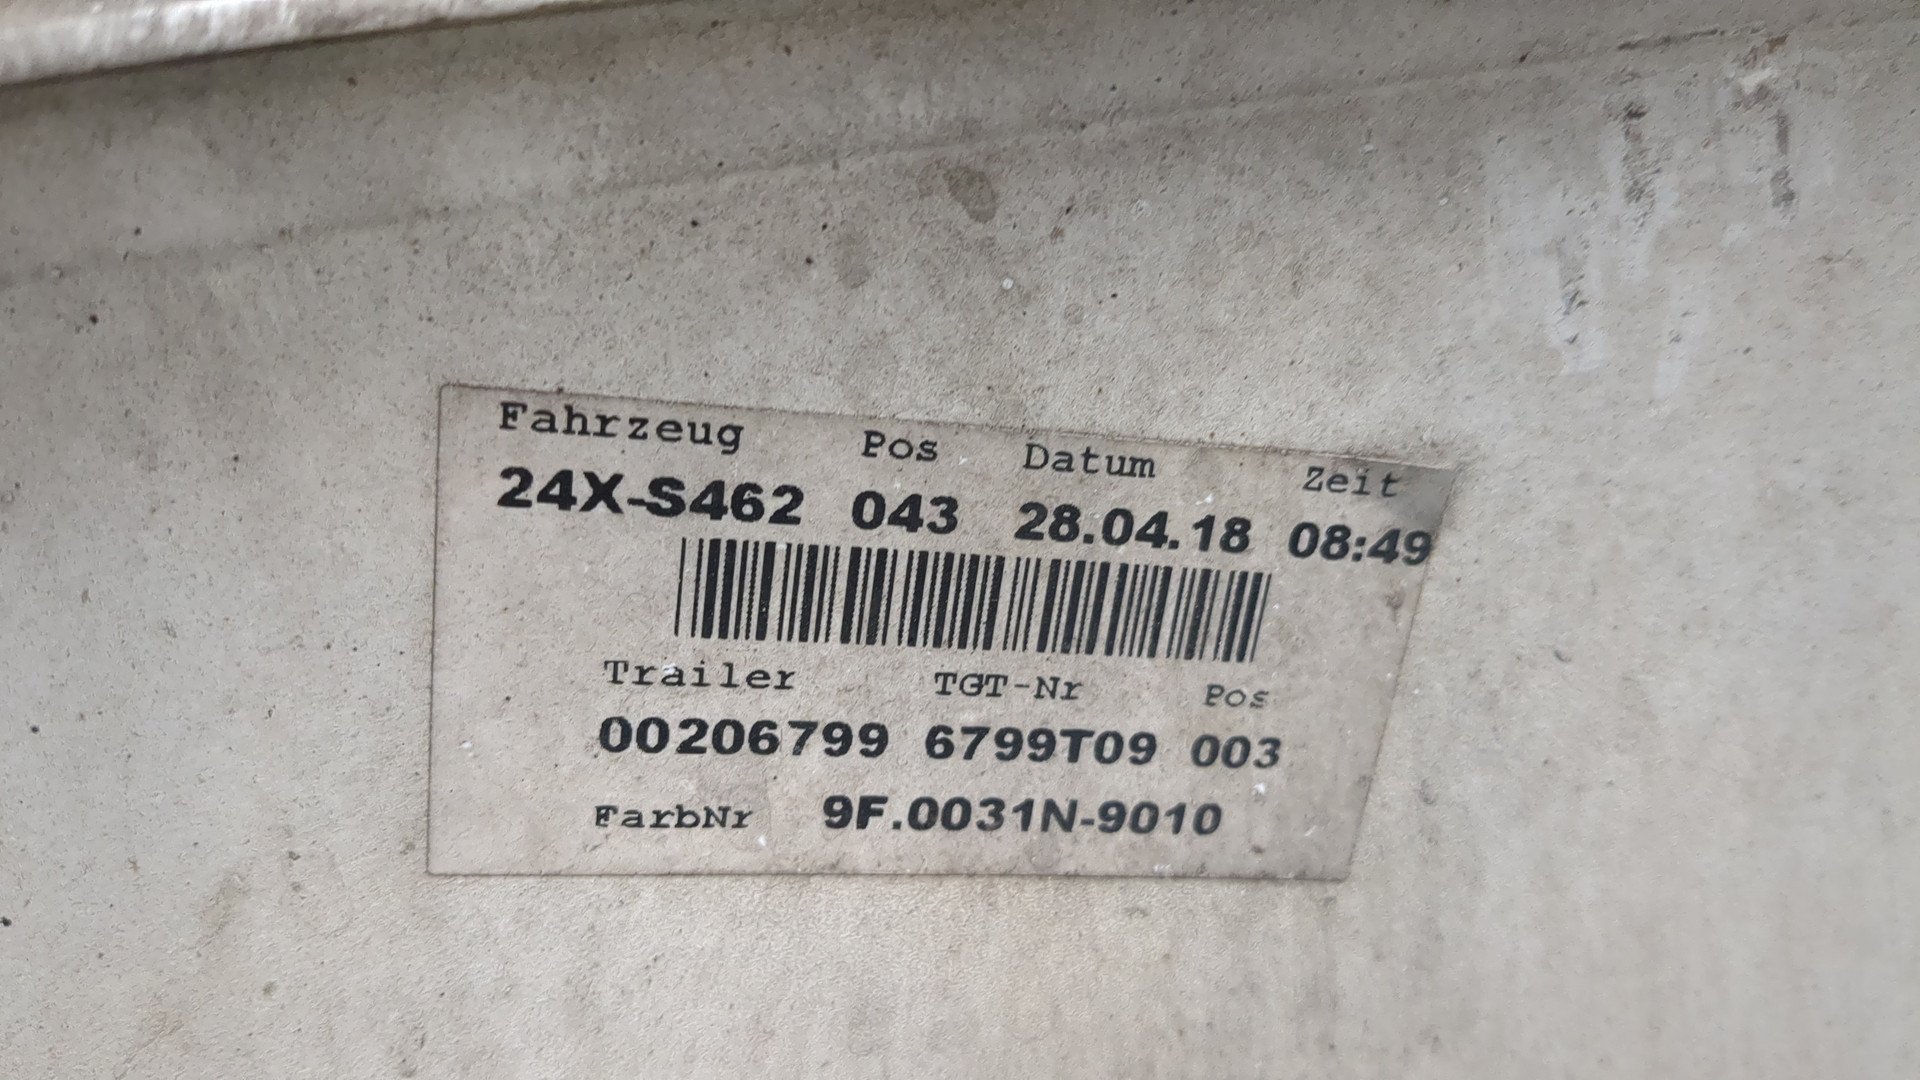 Fahrzeug Pos Datum Zeit
24X-S462 043 28.04.18 08:49
Trailer TGT-Nr Pos
00206799 6799T09 003
FarbNr 9F.0031N-9010